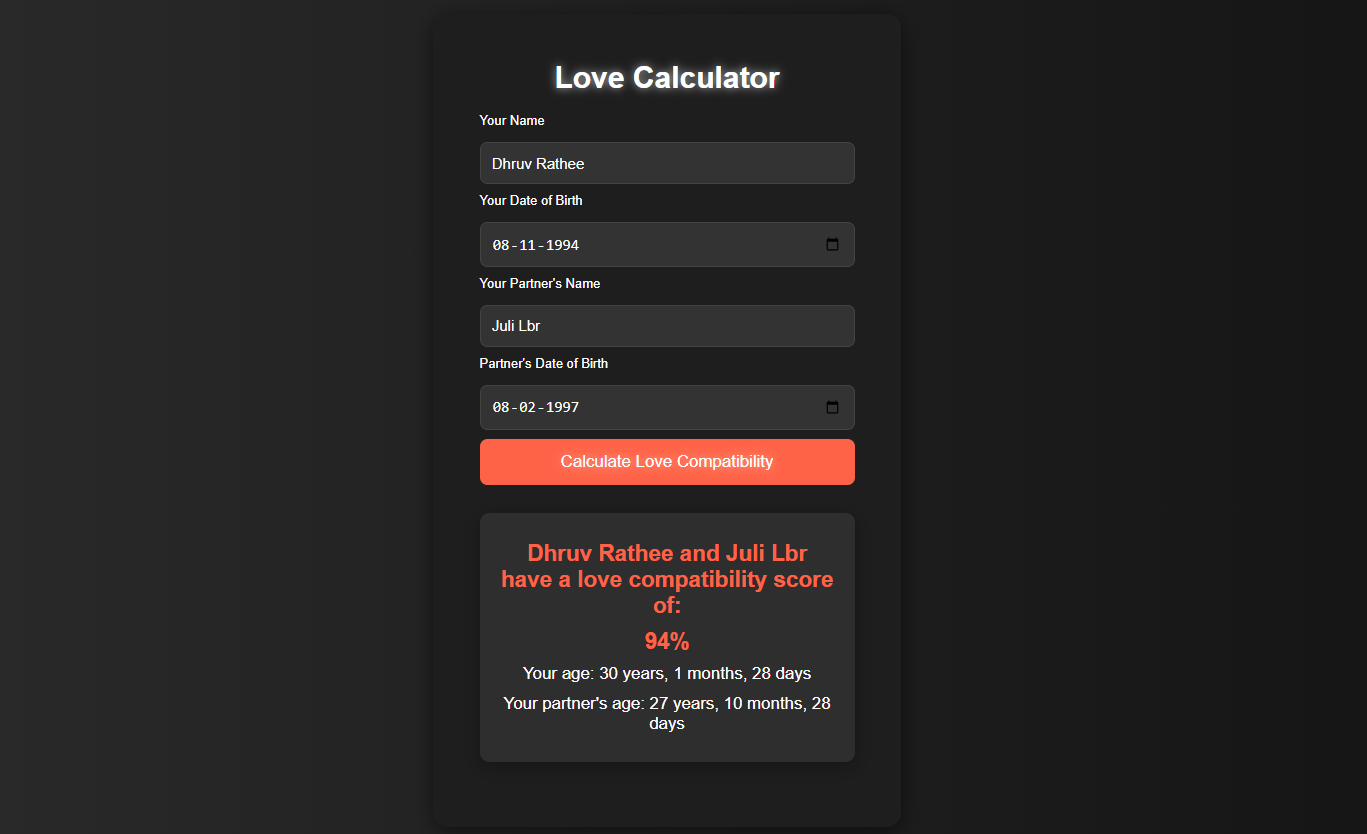 Love Calculator
Your Name
Dhruv Rathee
Your Date of Birth
08-11-1994
Your Partner's Name
Juli Lbr
Partner's Date of Birth
08-02-1997
Calculate Love Compatibility
Dhruv Rathee and Juli Lbr
have a love compatibility score
of:
94%
Your age: 30 years, 1 months, 28 days
Your partner's age: 27 years, 10 months, 28
days